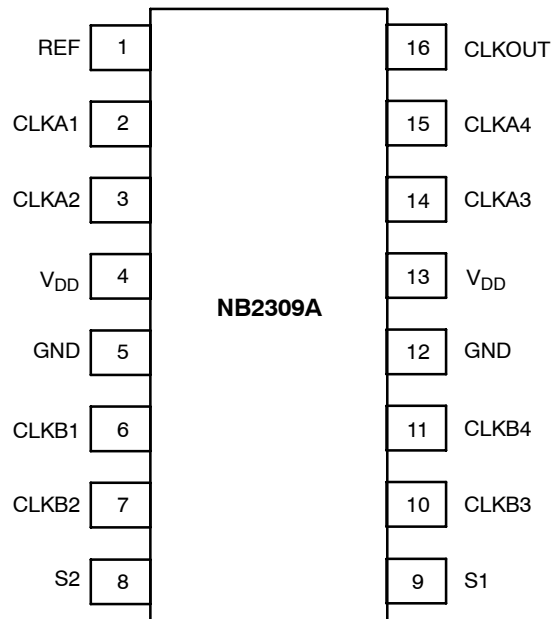 REF 1 16 CLKOUT
CLKA1 2 15 CLKA4
CLKA2 3 14 CLKA3
VDD 4 13 VDD
NB2309A
GND 5 12 GND
CLKB1 6 11 CLKB4
CLKB2 7 10 CLKB3
S2 8 9 S1